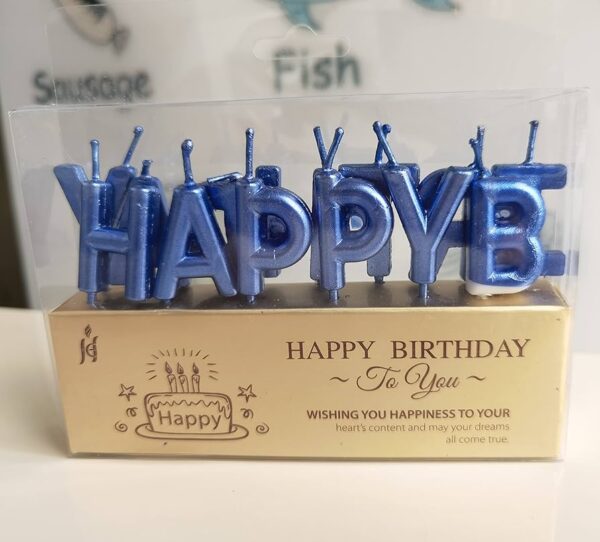 Sausage
Fish
HAPPYB
HAPPY BIRTHDAY
~ To You ~
Happy
WISHING YOU HAPPINESS TO YOUR
heart's content and may your dreams
all come true.